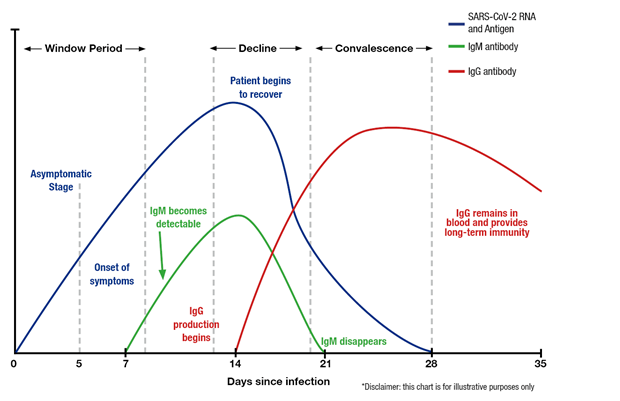 SARS-CoV-2 RNA
and Antigen
IgM antibody
IgG antibody
Window Period
Decline
Convalescence
Patient begins
to recover
Asymptomatic
Stage
IgM becomes
detectable
IgG remains in
blood and provides
long-term immunity
Onset of
symptoms
IgG
production
begins
IgM disappears
0
5
7
14
21
28
35
Days since infection
*Disclaimer: this chart is for illustrative purposes only